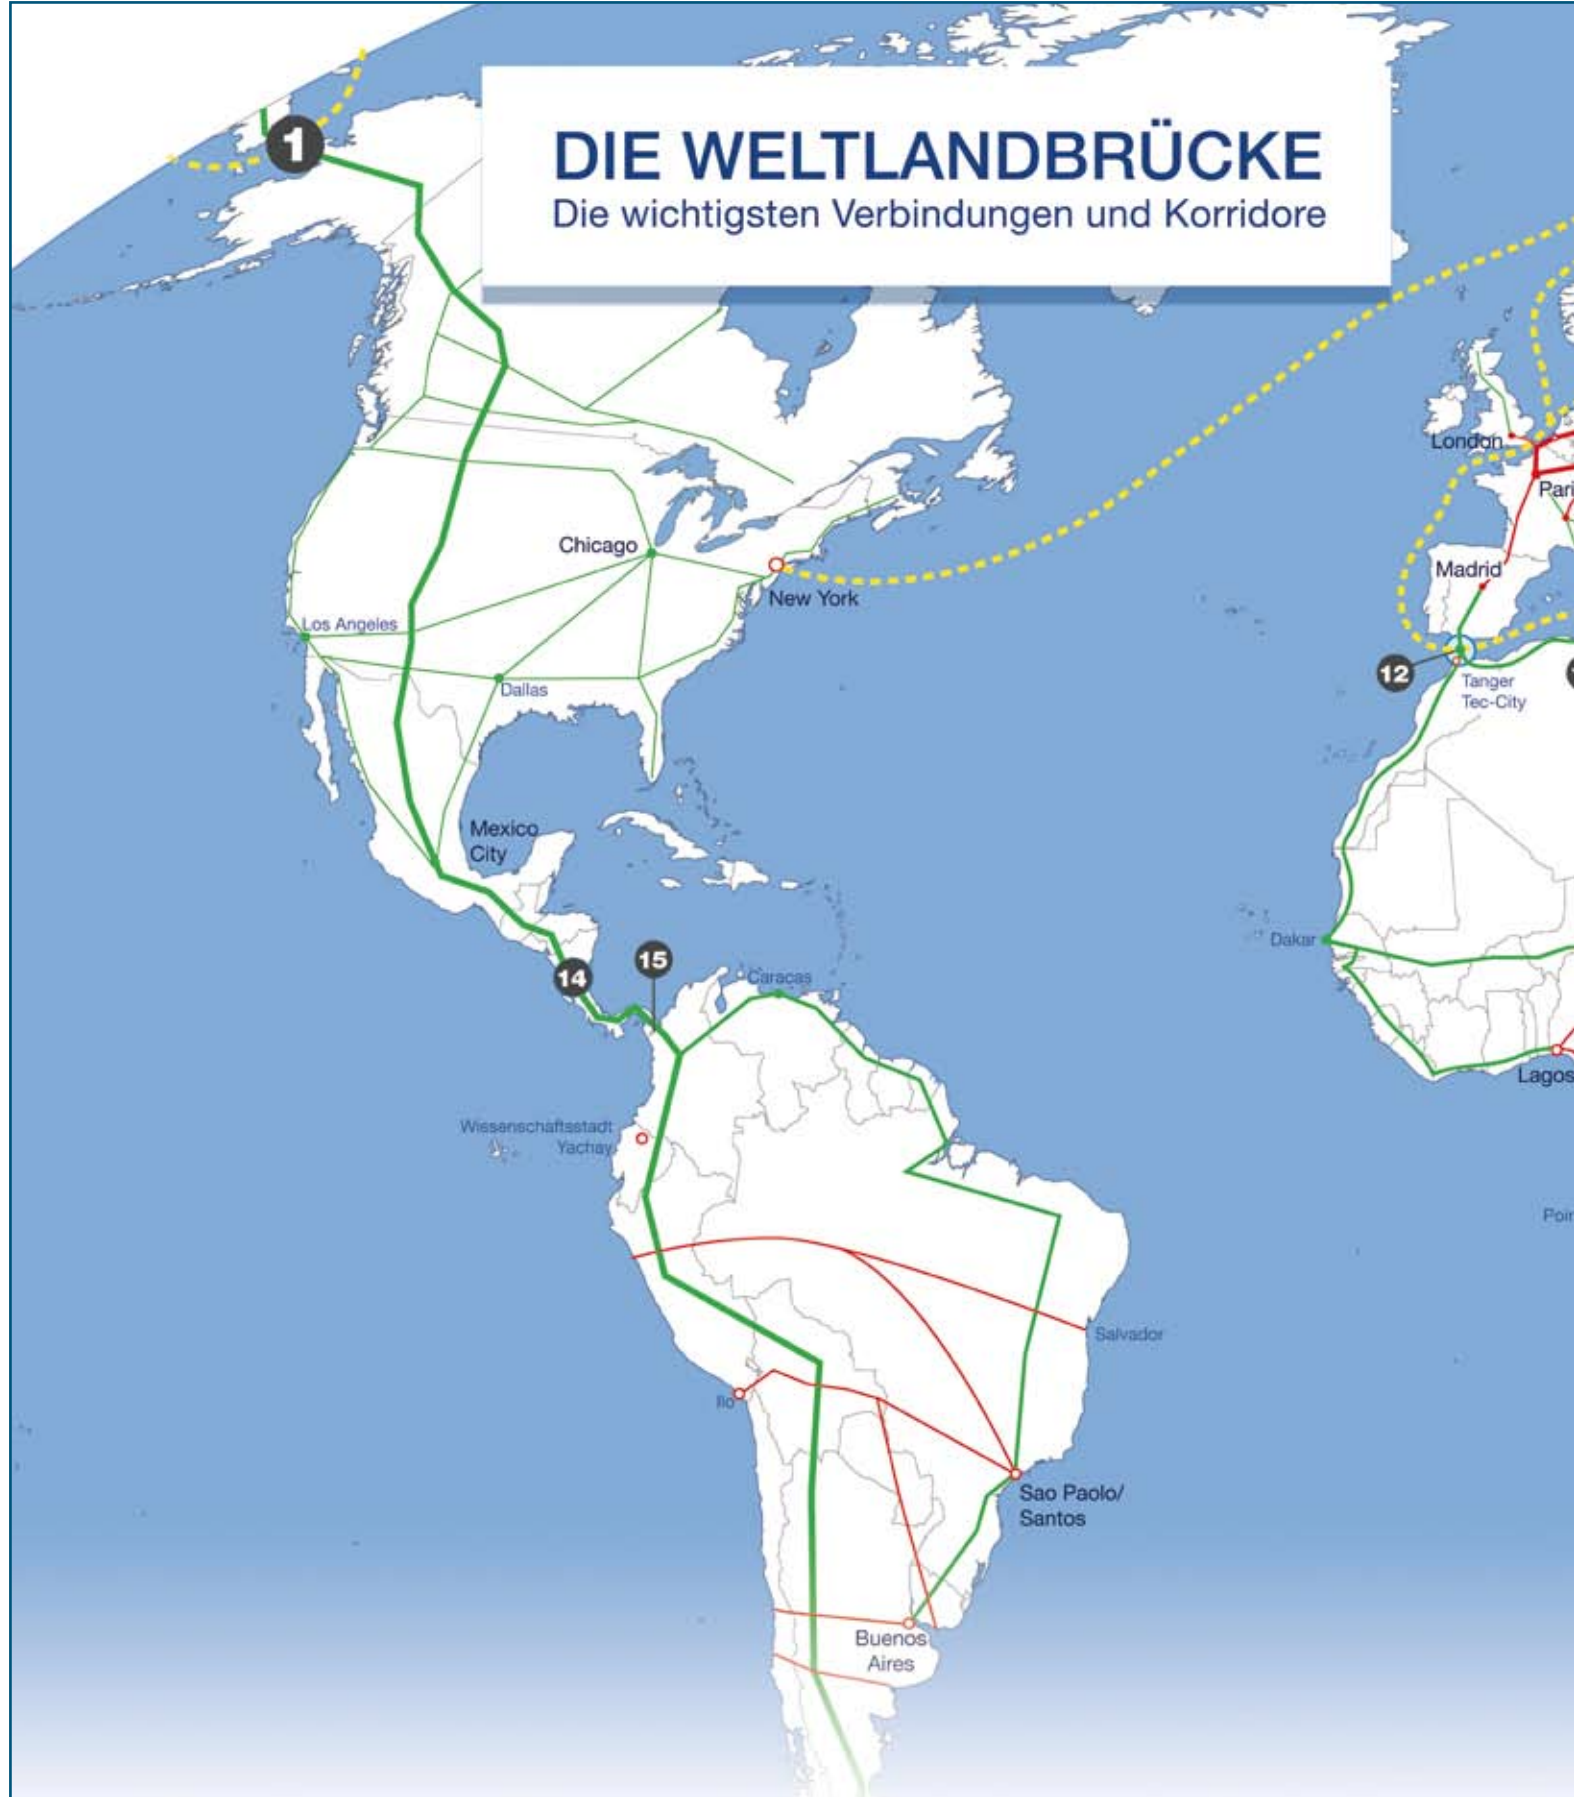 DIE WELTLANDBRÜCKE
Die wichtigsten Verbindungen und Korridore
1
London
Pari
Chicago
New York
Madrid
Los Angeles
12
Tanger
Tec-City
Dallas
Mexico
City
Dakar
14
15
Caracas
Lagos
Wissenschaftsstadt
Yachay
Poin
Salvador
Ilo
Sao Paolo/
Santos
Buenos
Aires